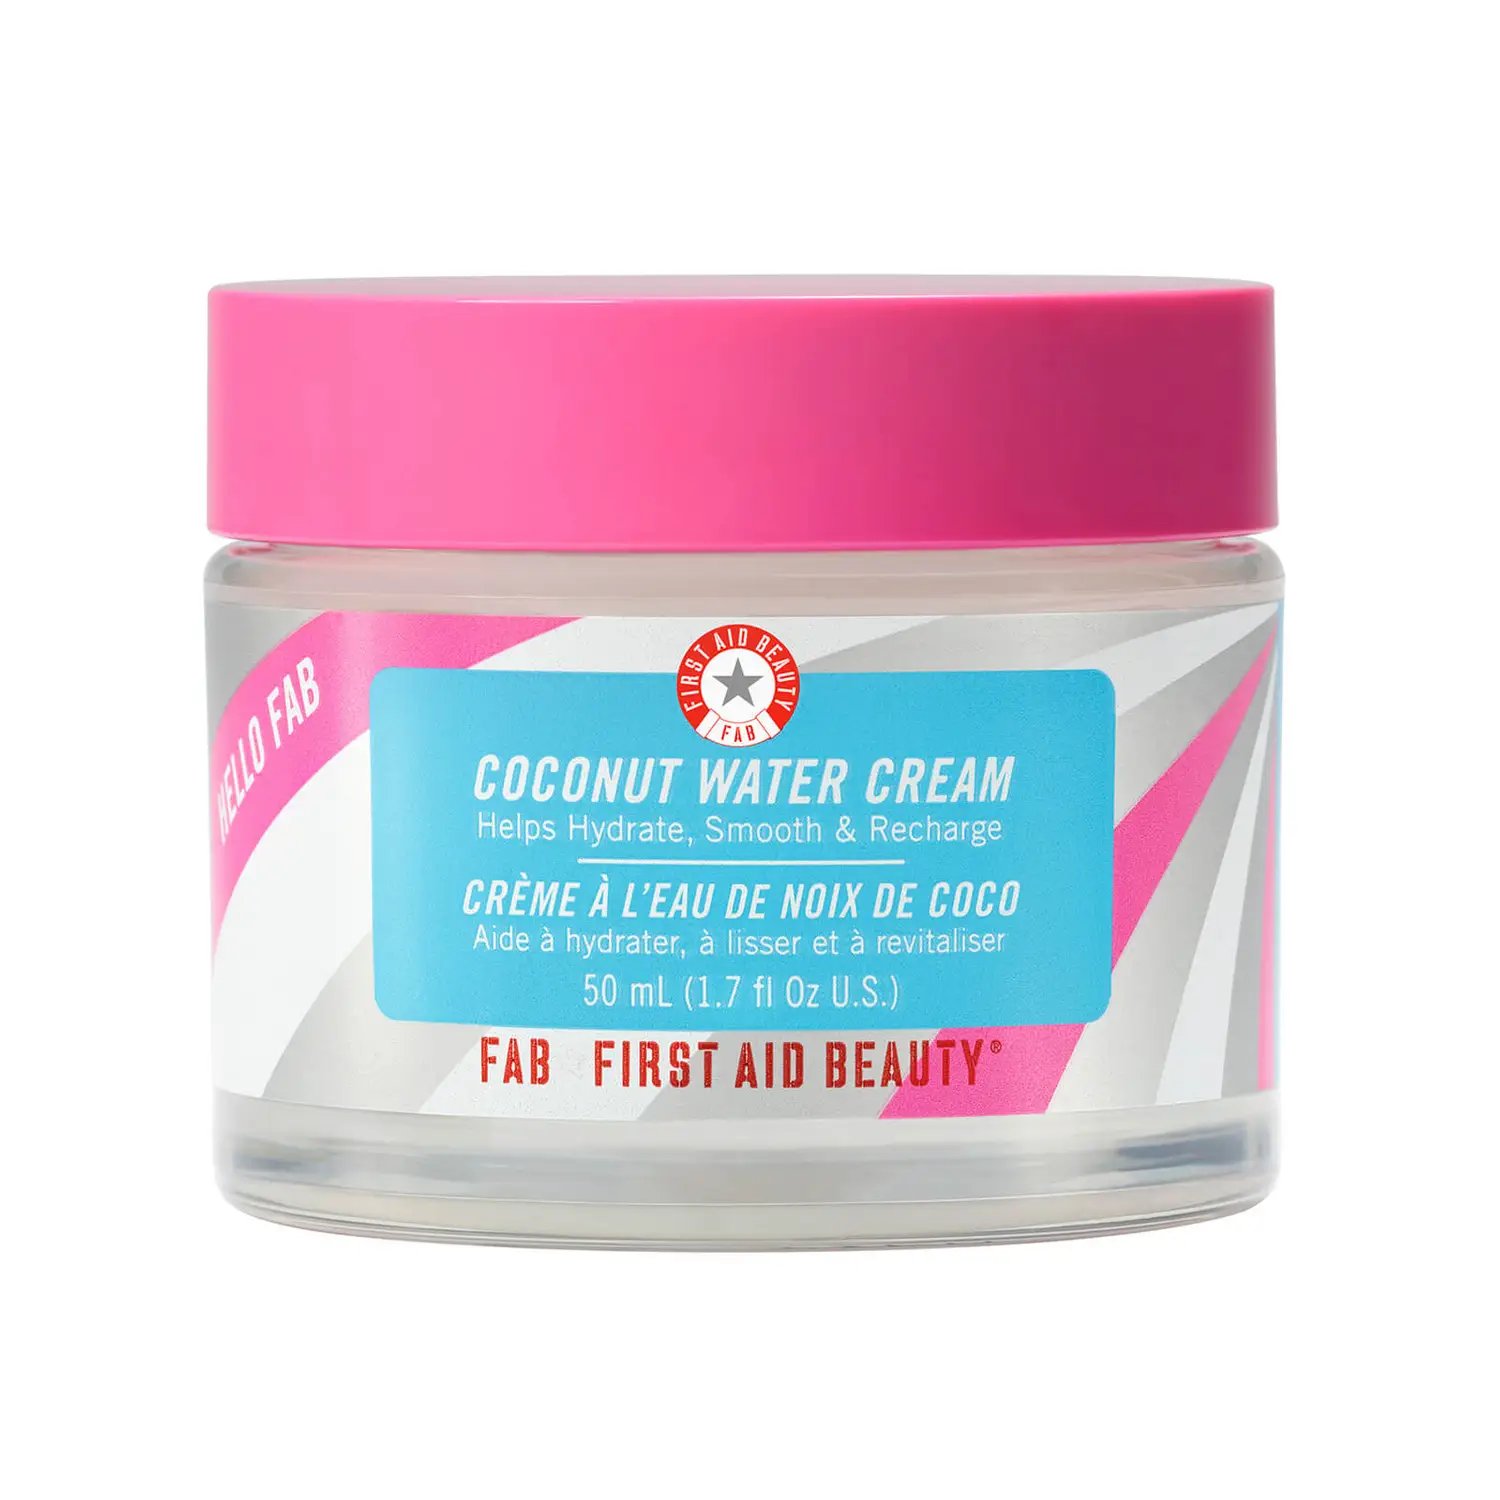 FIRST AID BEAUTY
FAB
HELLO FAB
COCONUT WATER CREAM
Helps Hydrate, Smooth & Recharge
CRÈME À L'EAU DE NOIX DE COCO
Aide à hydrater, à lisser et à revitaliser
50 mL (1.7 fl Oz U.S.)
FAB FIRST AID BEAUTY®